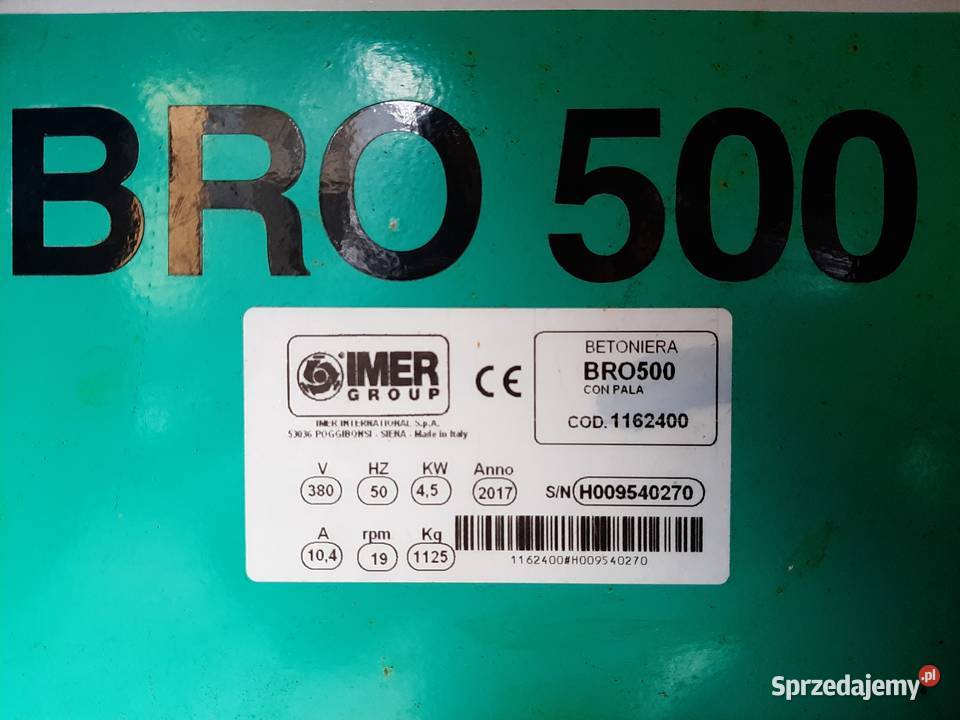 BRO 500
IMER
GROUP
CE
BETONIERA
BRO500
CON PALA
COD. 1162400
IMER INTERNATIONAL S.p.A.
53036 POGGIBONSI - SIENA - Made in Italy
V HZ KW Anno
380 50 4,5 2017 S/N H009540270
A rpm Kg
10,4 19 1125
1162400#H009540270
Sprzedajemy.pl